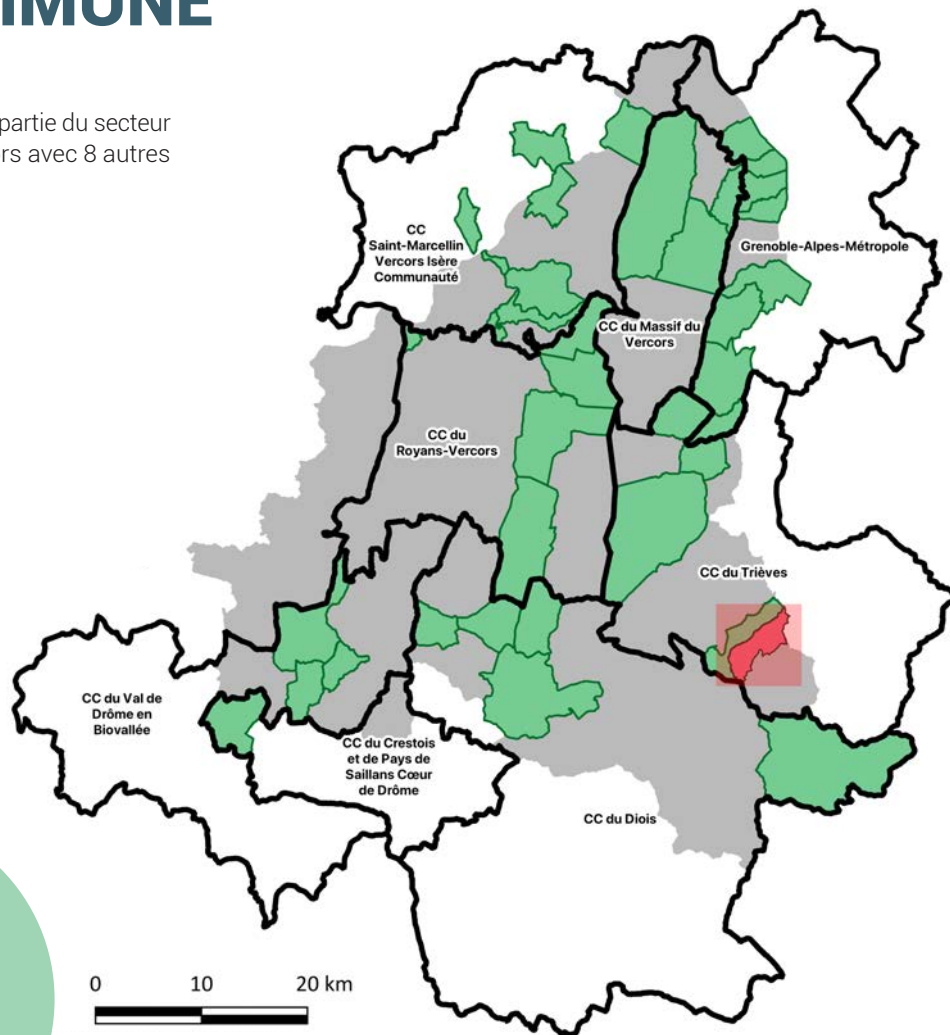 partie du secteur
avec 8 autres
CC
Saint-Marcellin
Vercors Isère
Communauté
Grenoble-Alpes-Métropole
CC du Massif du
Vercors
CC du
Royans-Vercors
CC du Trièves
CC du Val de
Drôme en
Biovallée
CC du Crestois
et de Pays de
Saillans Cœur
de Drôme
CC du Diois
0 10 20 km